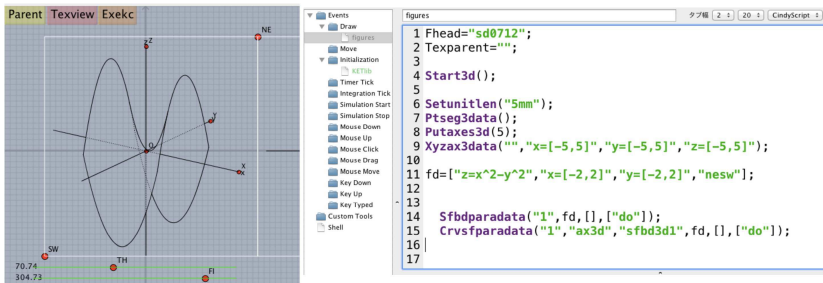 Parent Texview Exekc
NE
z
y
O
x
SW
TH
FI
70.74
304.73
Events
Draw
figures
Move
Initialization
KETlib
Timer Tick
Integration Tick
Simulation Start
Simulation Stop
Mouse Down
Mouse Up
Mouse Click
Mouse Drag
Mouse Move
Key Down
Key Up
Key Typed
Custom Tools
Shell
figures タブ幅 2 20 CindyScript
1 Fhead="sd0712";
2 Texparent="";
3
4 Start3d();
5
6 Setunitlen("5mm");
7 Ptseg3data();
8 Putaxes3d(5);
9 Xyzax3data("","x=[-5,5]","y=[-5,5]","z=[-5,5]");
10
11 fd=["z=x^2-y^2","x=[-2,2]","y=[-2,2]","nesw"];
12
13
14 Sfbdparadata("1",fd,[],["do"]);
15 Crvsfparadata("1","ax3d","sfbd3d1",fd,[],["do"]);
16
17